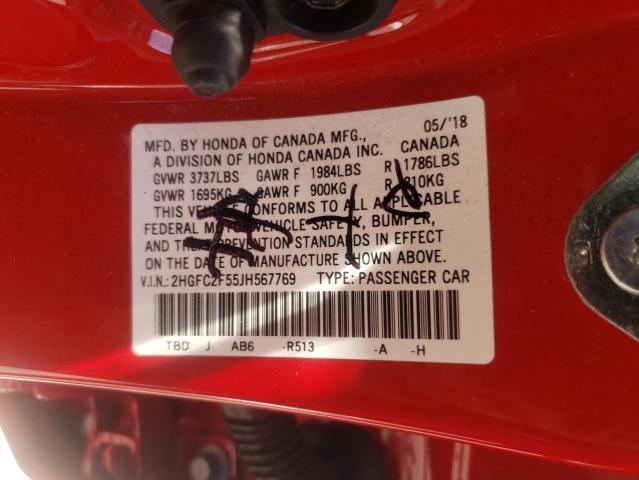 05/'18
MFD. BY HONDA OF CANADA MFG., CANADA
A DIVISION OF HONDA CANADA INC.
GVWR 3737LBS GAWR F 1984LBS R 1786LBS
GVWR 1695KG GAWR F 900KG R 810KG
THIS VEHICLE CONFORMS TO ALL APPLICABLE
FEDERAL MOTOR VEHICLE SAFETY, BUMPER,
AND THEFT PREVENTION STANDARDS IN EFFECT
ON THE DATE OF MANUFACTURE SHOWN ABOVE.
V.I.N.: 2HGFC2F55JH567769 TYPE: PASSENGER CAR
TBD J AB6 -R513 -A -H